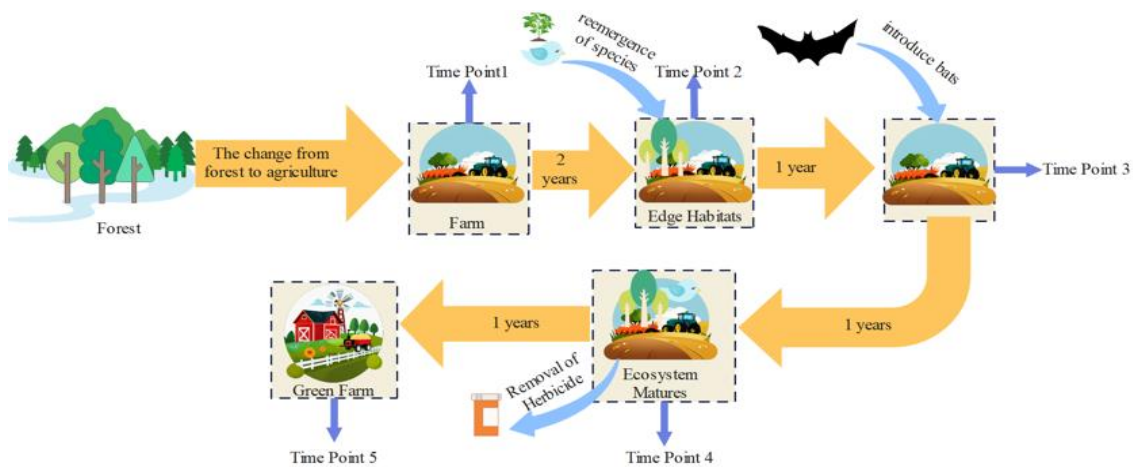 reemergence
of species
introduce bats
Time Point1
Time Point 2
The change from
forest to agriculture
2
years
1 year
Time Point 3
Forest
Farm
Edge Habitats
1 years
1 years
Removal of
Herbicide
Ecosystem
Matures
Green Farm
Time Point 5
Time Point 4